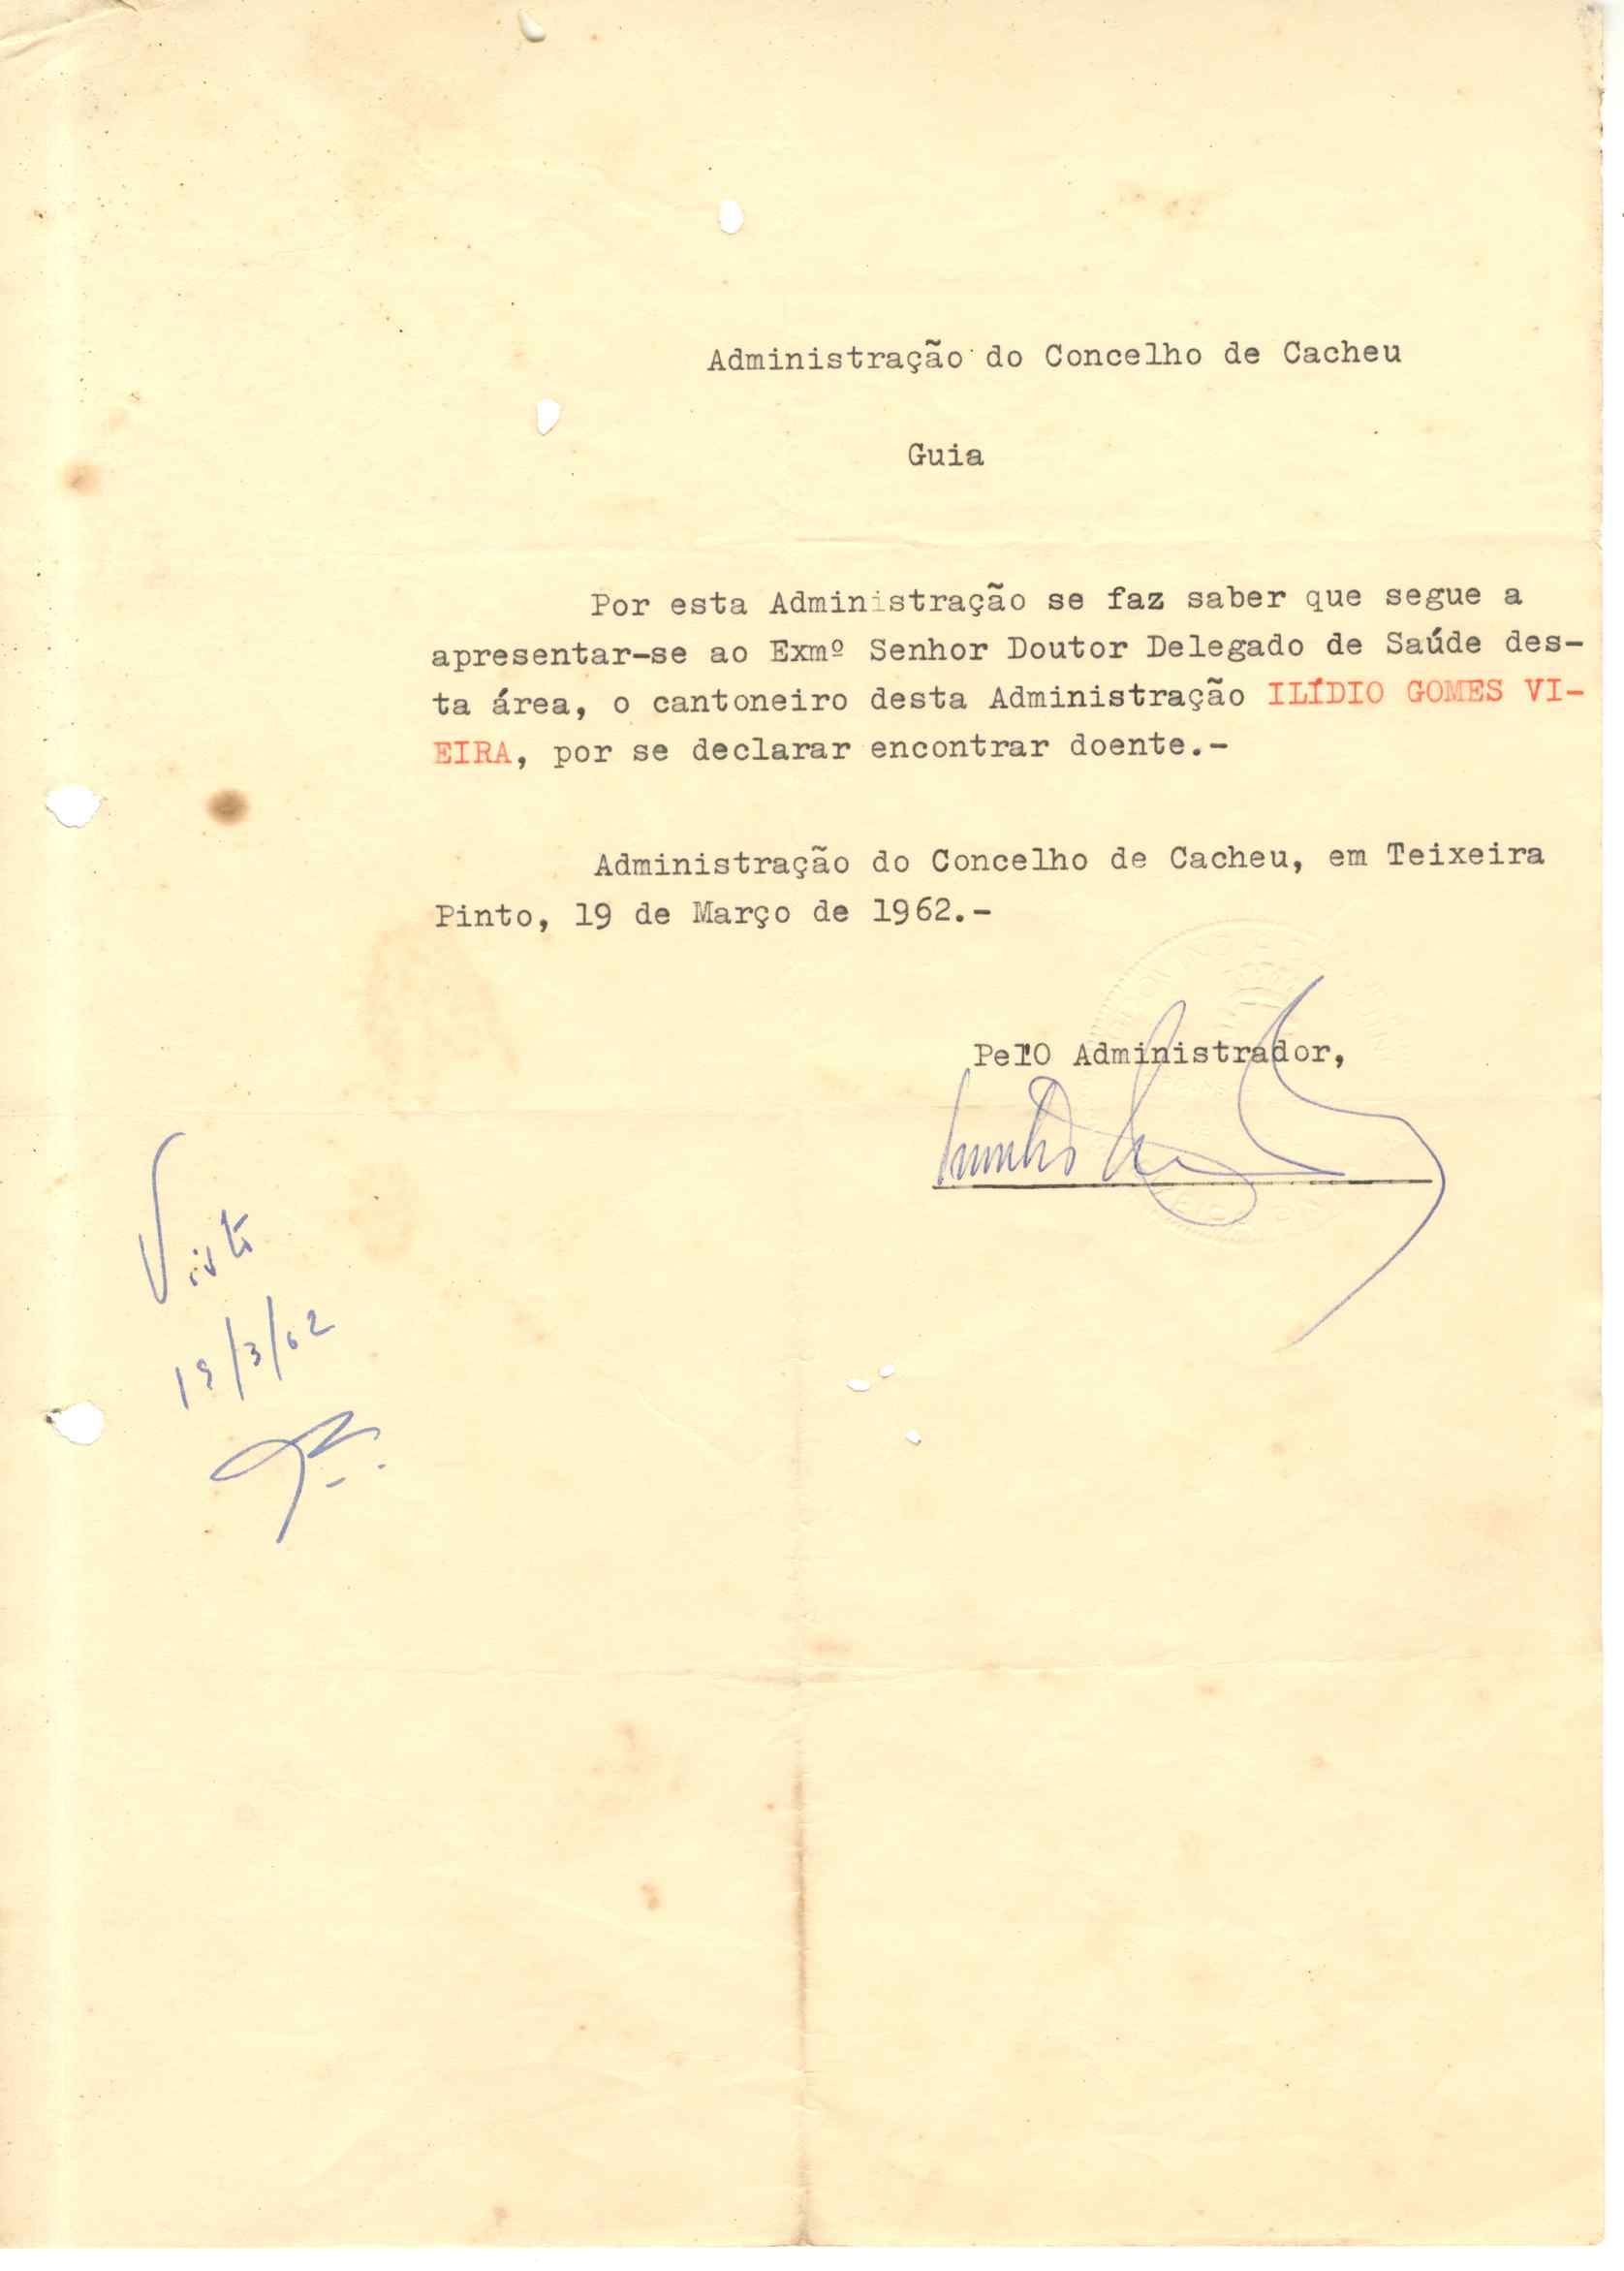 Administração do Concelho de Cacheu
Guia
Por esta Administração se faz saber que segue a
apresentar-se ao Exmº Senhor Doutor Delegado de Saúde des-
ta área, o cantoneiro desta Administração ILÍDIO GOMES VI-
EIRA, por se declarar encontrar doente.-
Administração do Concelho de Cacheu, em Teixeira
Pinto, 19 de Março de 1962.-
Pelo Administrador,
Visto
19/3/62